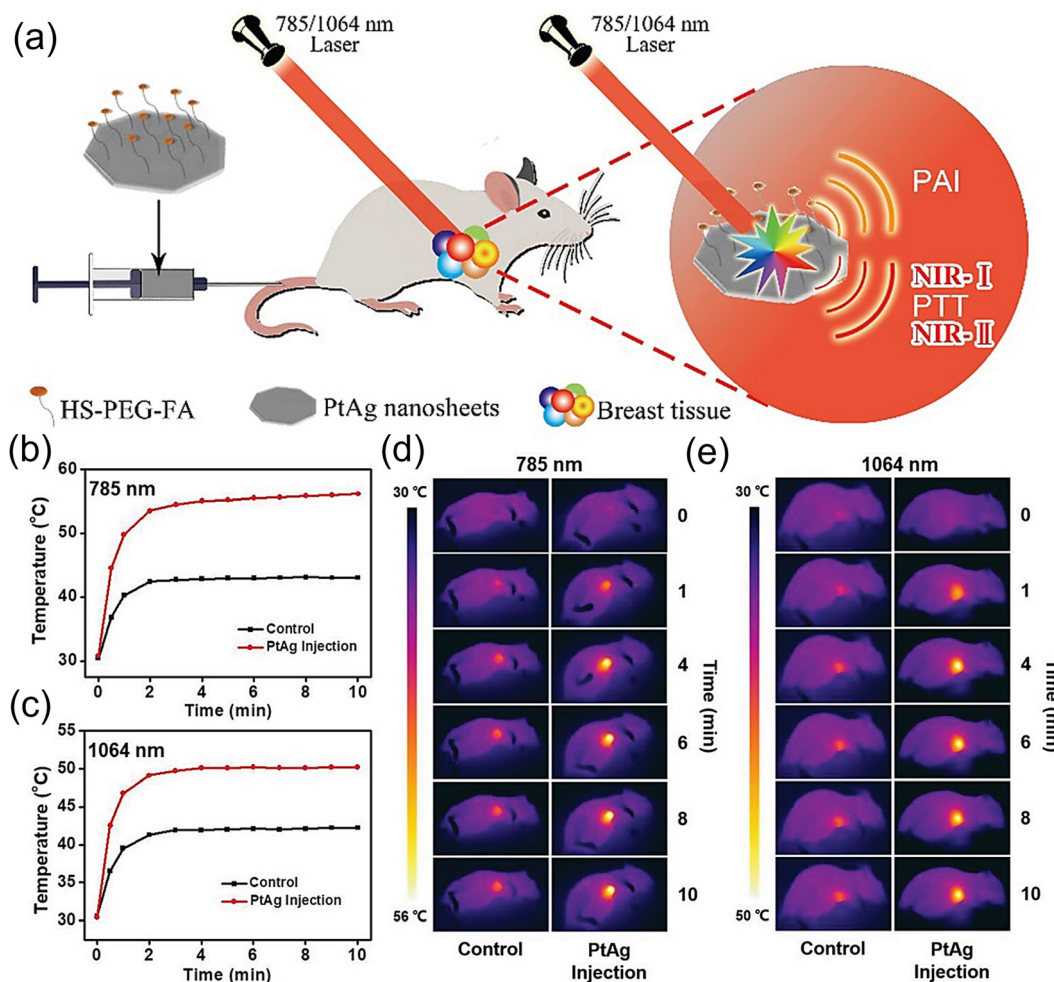 (a)
785/1064 nm
Laser
785/1064 nm
Laser
PAI
NIR-Ⅰ
PTT
NIR-Ⅱ
HS-PEG-FA
PtAg nanosheets
Breast tissue
(b)
785 nm
Temperature (°C)
60
50
40
30
Control
PtAg Injection
0 2 4 6 8 10
Time (min)
(c)
1064 nm
Temperature (°C)
55
50
45
40
35
30
Control
PtAg Injection
0 2 4 6 8 10
Time (min)
(d)
785 nm
30 ℃
56 ℃
0
1
4
6
8
10
Time (min)
Control
PtAg
Injection
(e)
1064 nm
30 ℃
50 ℃
0
1
4
6
8
10
Time (min)
Control
PtAg
Injection